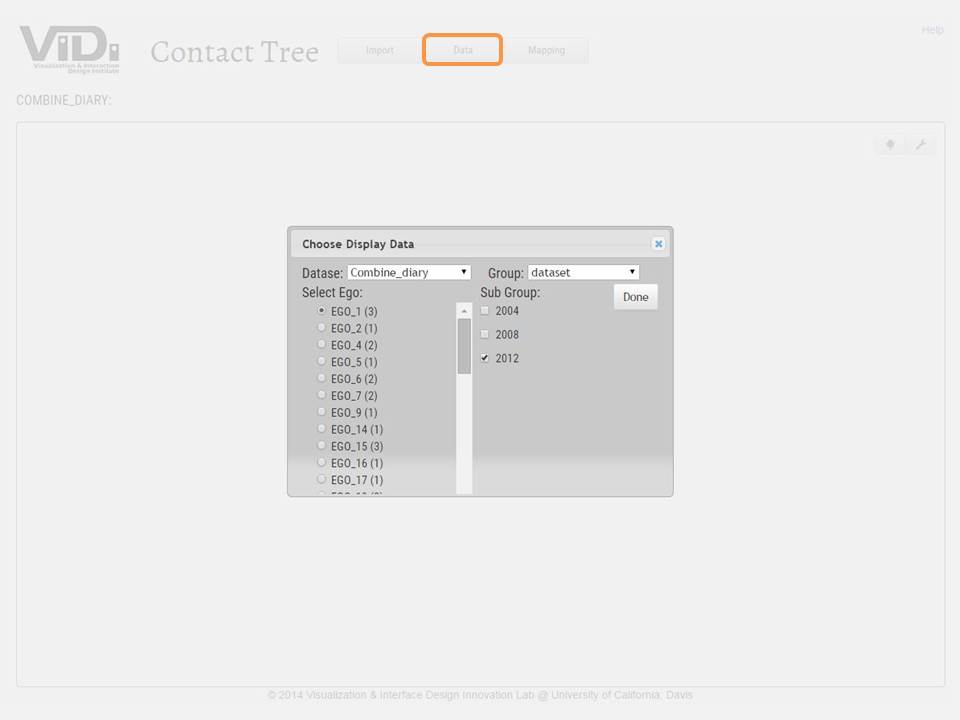 Help
ViDi
Visualization & Interaction
Design Institute
Contact Tree
Import
Data
Mapping
COMBINE_DIARY:
Choose Display Data
Datase: Combine_diary
Group: dataset
Select Ego:
Sub Group:
Done
EGO_1 (3)
EGO_2 (1)
EGO_4 (2)
EGO_5 (1)
EGO_6 (2)
EGO_7 (2)
EGO_9 (1)
EGO_14 (1)
EGO_15 (3)
EGO_16 (1)
EGO_17 (1)
2004
2008
2012
© 2014 Visualization & Interface Design Innovation Lab @ University of California, Davis